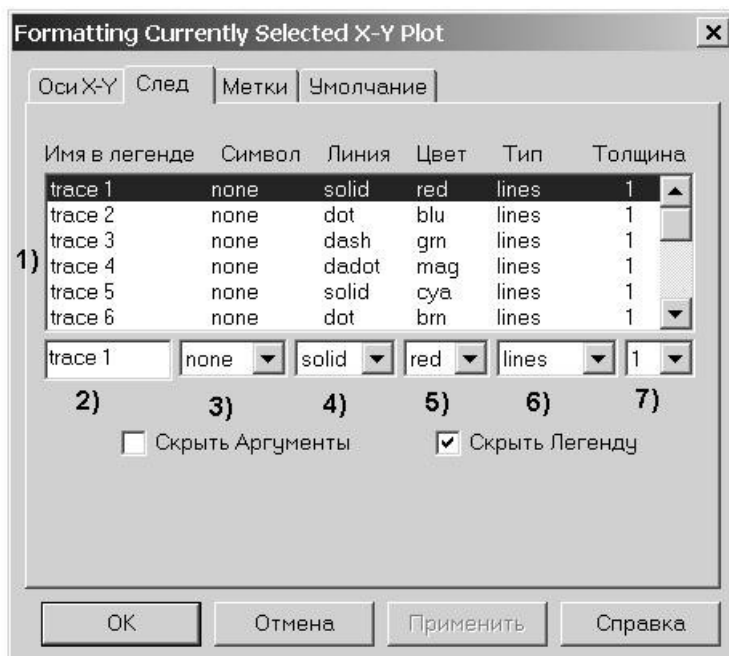 Formatting Currently Selected X-Y Plot
Оси X-Y След Метки Умолчание
Имя в легенде Символ Линия Цвет Тип Толщина
trace 1 none solid red lines 1
trace 2 none dot blu lines 1
trace 3 none dash grn lines 1
1) trace 4 none dadot mag lines 1
trace 5 none solid cya lines 1
trace 6 none dot brn lines 1
trace 1 none solid red lines 1
2) 3) 4) 5) 6) 7)
Скрыть Аргументы Скрыть Легенду
OK Отмена Применить Справка